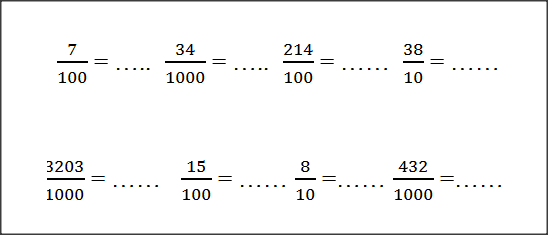 7/100 = ..... 34/1000 = ..... 214/100 = ...... 38/10 = ......
3203/1000 = ...... 15/100 = ...... 8/10 =...... 432/1000 =......